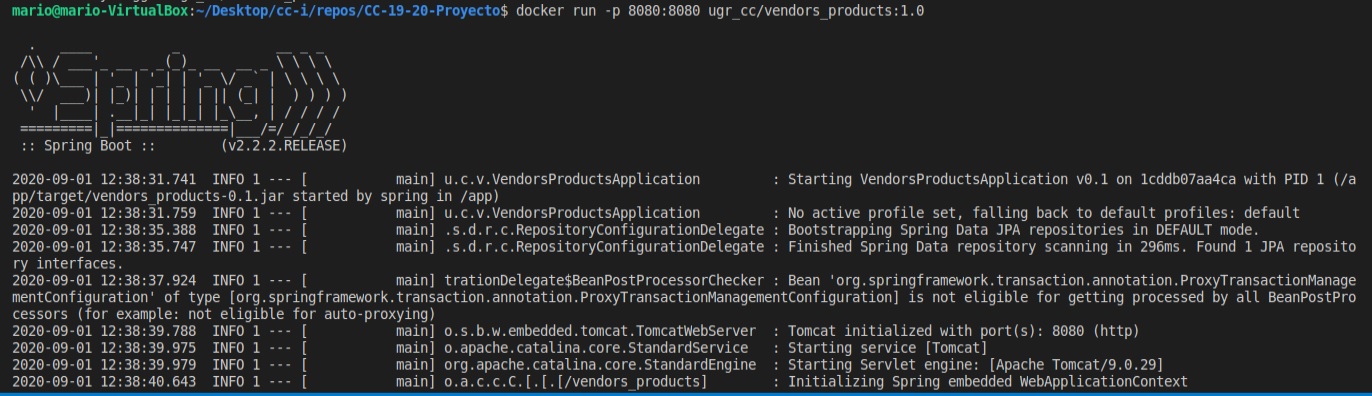 mario@mario-VirtualBox:~/Desktop/cc-i/repos/CC-19-20-Proyecto$ docker run -p 8080:8080 ugr_cc/vendors_products:1.0
  .   ____          _            __ _ _
 /\\ / ___'_ __ _ _(_)_ __  __ _ \ \ \ \
( ( )\___ | '_ | '_| | '_ \/ _` | \ \ \ \
 \\/  ___)| |_)| | | | | || (_| |  ) ) ) )
  '  |____| .__|_| |_|_| |_\__, | / / / /
 =========|_|==============|___/=/_/_/_/
 :: Spring Boot ::        (v2.2.2.RELEASE)
2020-09-01 12:38:31.741  INFO 1 --- [           main] u.c.v.VendorsProductsApplication         : Starting VendorsProductsApplication v0.1 on 1cddb07aa4ca with PID 1 (/a
pp/target/vendors_products-0.1.jar started by spring in /app)
2020-09-01 12:38:31.759  INFO 1 --- [           main] u.c.v.VendorsProductsApplication         : No active profile set, falling back to default profiles: default
2020-09-01 12:38:35.388  INFO 1 --- [           main] .s.d.r.c.RepositoryConfigurationDelegate : Bootstrapping Spring Data JPA repositories in DEFAULT mode.
2020-09-01 12:38:35.747  INFO 1 --- [           main] .s.d.r.c.RepositoryConfigurationDelegate : Finished Spring Data repository scanning in 296ms. Found 1 JPA reposito
ry interfaces.
2020-09-01 12:38:37.924  INFO 1 --- [           main] trationDelegate$BeanPostProcessorChecker : Bean 'org.springframework.transaction.annotation.ProxyTransactionManage
mentConfiguration' of type [org.springframework.transaction.annotation.ProxyTransactionManagementConfiguration] is not eligible for getting processed by all BeanPostPro
cessors (for example: not eligible for auto-proxying)
2020-09-01 12:38:39.788  INFO 1 --- [           main] o.s.b.w.embedded.tomcat.TomcatWebServer  : Tomcat initialized with port(s): 8080 (http)
2020-09-01 12:38:39.975  INFO 1 --- [           main] o.apache.catalina.core.StandardService   : Starting service [Tomcat]
2020-09-01 12:38:39.979  INFO 1 --- [           main] org.apache.catalina.core.StandardEngine  : Starting Servlet engine: [Apache Tomcat/9.0.29]
2020-09-01 12:38:40.643  INFO 1 --- [           main] o.a.c.c.C.[.[.[/vendors_products]        : Initializing Spring embedded WebApplicationContext